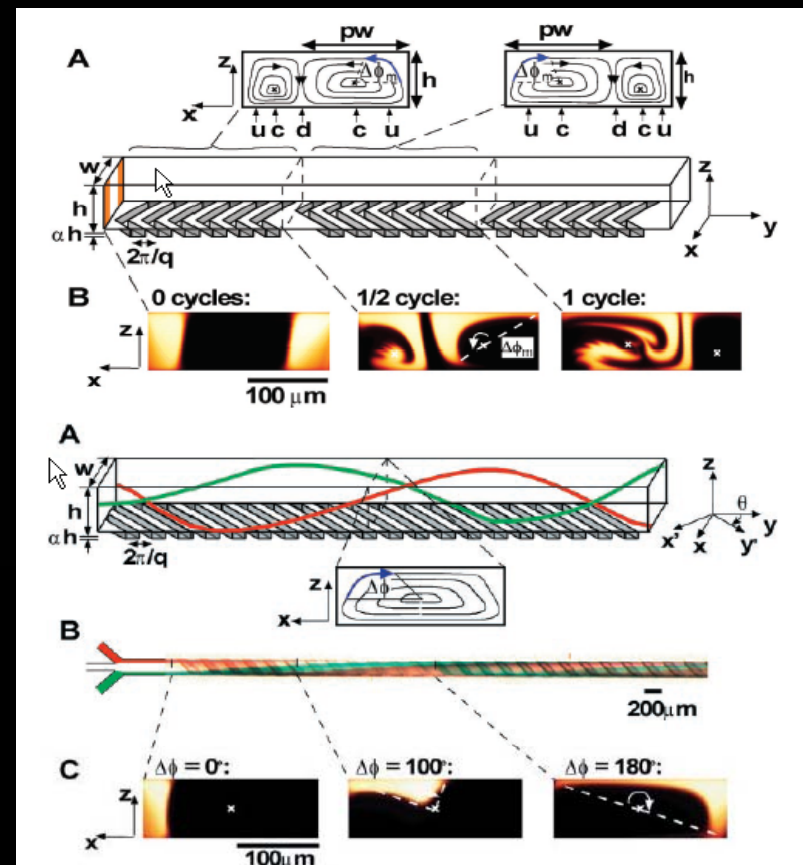 pw pw
A
z Δϕm h Δϕm h
x
u c d c u u c d c u
w
h
αh
2π/q
z
y
x
B 0 cycles: 1/2 cycle: 1 cycle:
z
x
Δϕm
100 μm
A
w
h
αh
2π/q
z
θ
y
x' x y'
z Δϕ
x
B
200μm
C Δϕ = 0°: Δϕ = 100°: Δϕ = 180°:
z
x
100μm